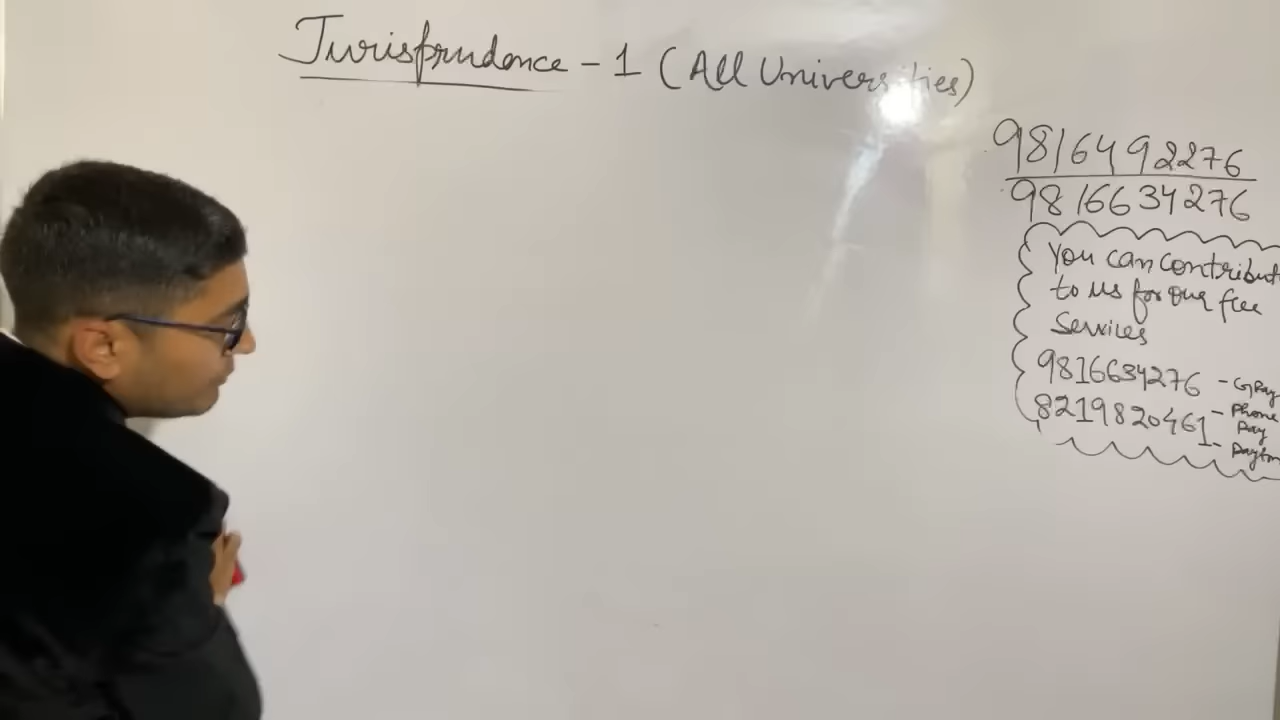 Jurisprudence - 1 (All Universities)
9816492276
9816634276
You can contribut
to us for our free
Services
9816634276 - GPay
8219820461 - Phone
Pay
- Paytm